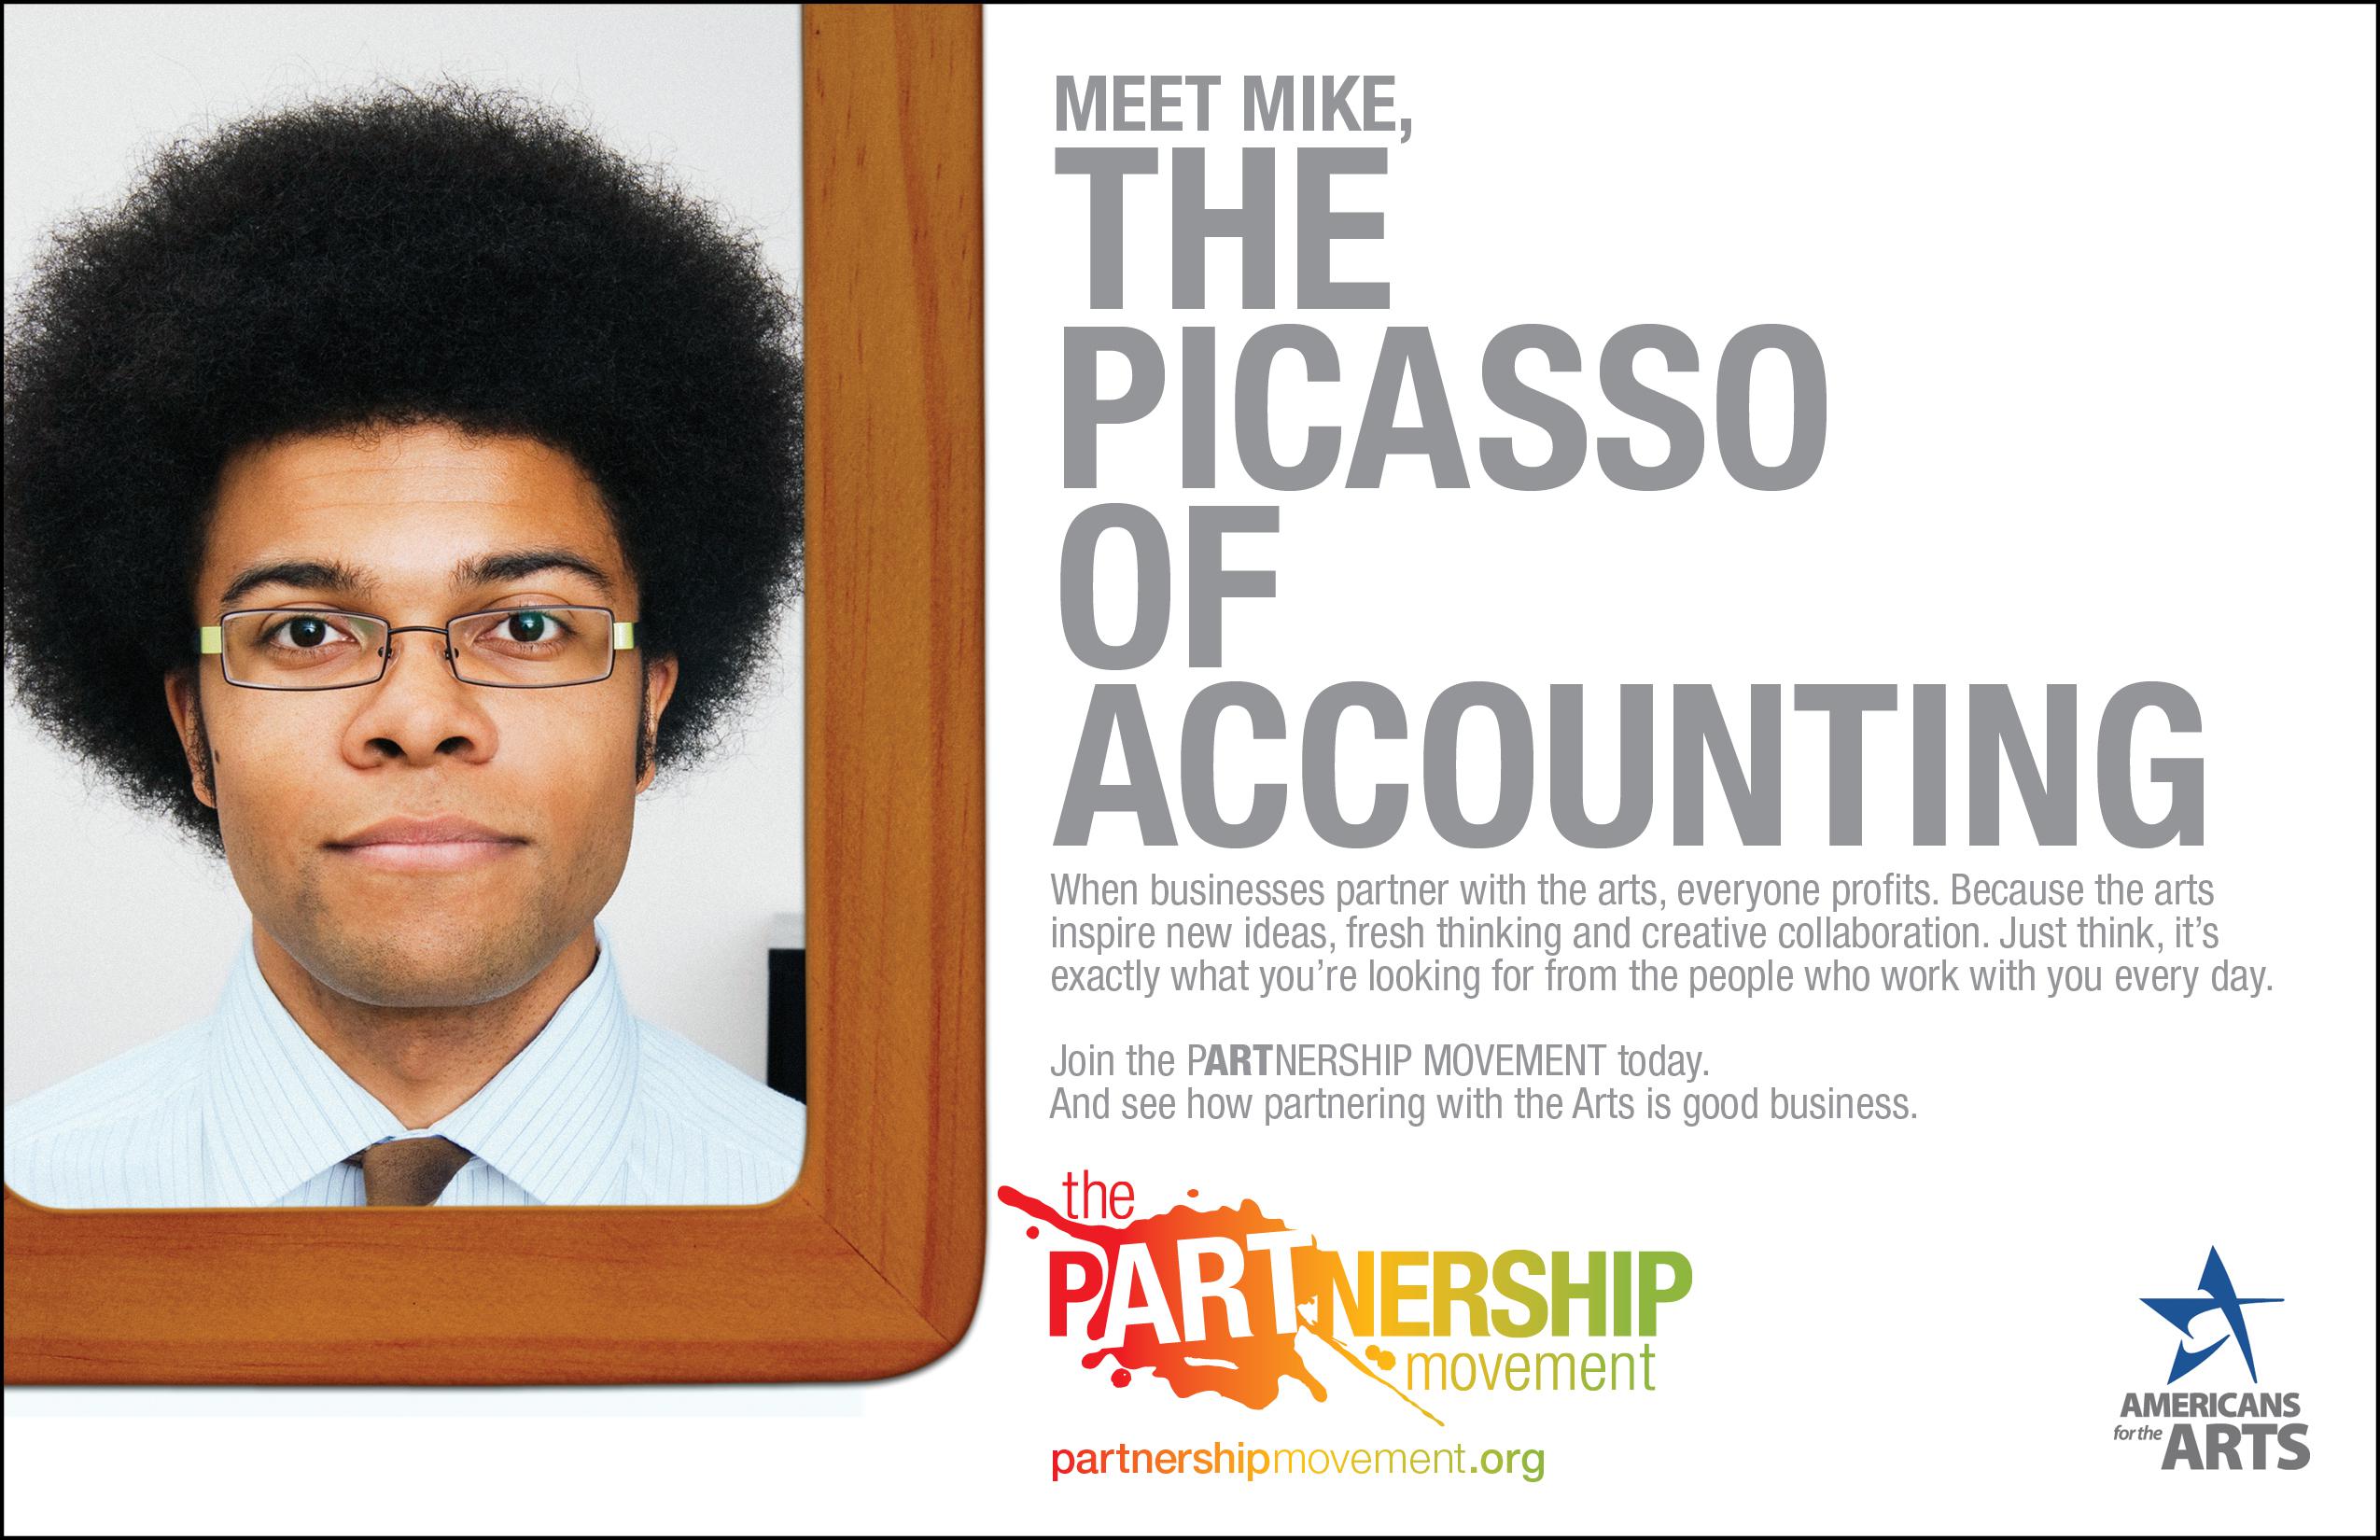 MEET MIKE,
THE
PICASSO
OF
ACCOUNTING
When businesses partner with the arts, everyone profits. Because the arts
inspire new ideas, fresh thinking and creative collaboration. Just think, it’s
exactly what you’re looking for from the people who work with you every day.
Join the PARTNERSHIP MOVEMENT today.
And see how partnering with the Arts is good business.
the
PARTNERSHIP
movement
partnershipmovement.org
AMERICANS
for the ARTS